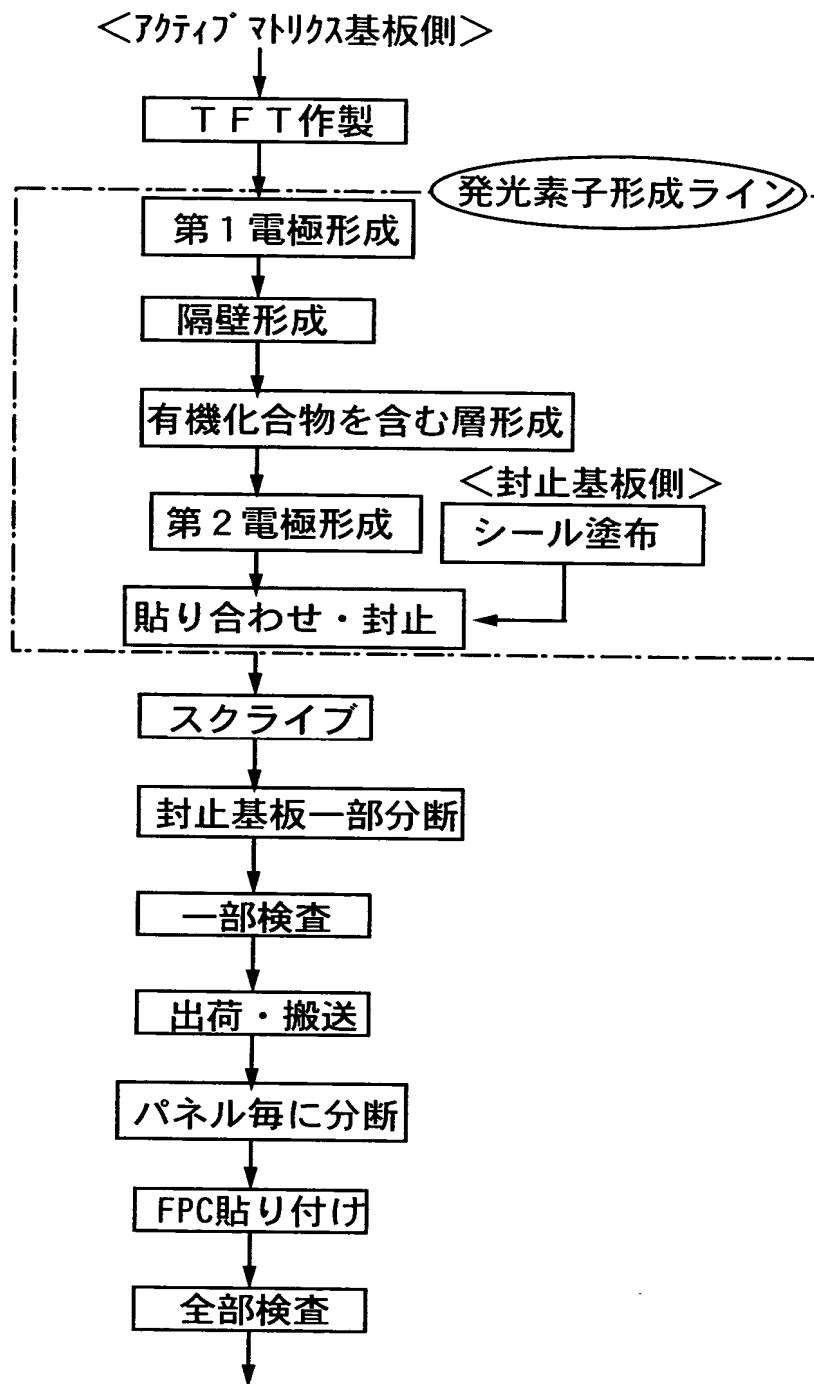 <アクティブマトリクス基板側>
TFT作製
発光素子形成ライン
第1電極形成
隔壁形成
有機化合物を含む層形成
<封止基板側>
第2電極形成
シール塗布
貼り合わせ・封止
スクライブ
封止基板一部分断
一部検査
出荷・搬送
パネル毎に分断
FPC貼り付け
全部検査